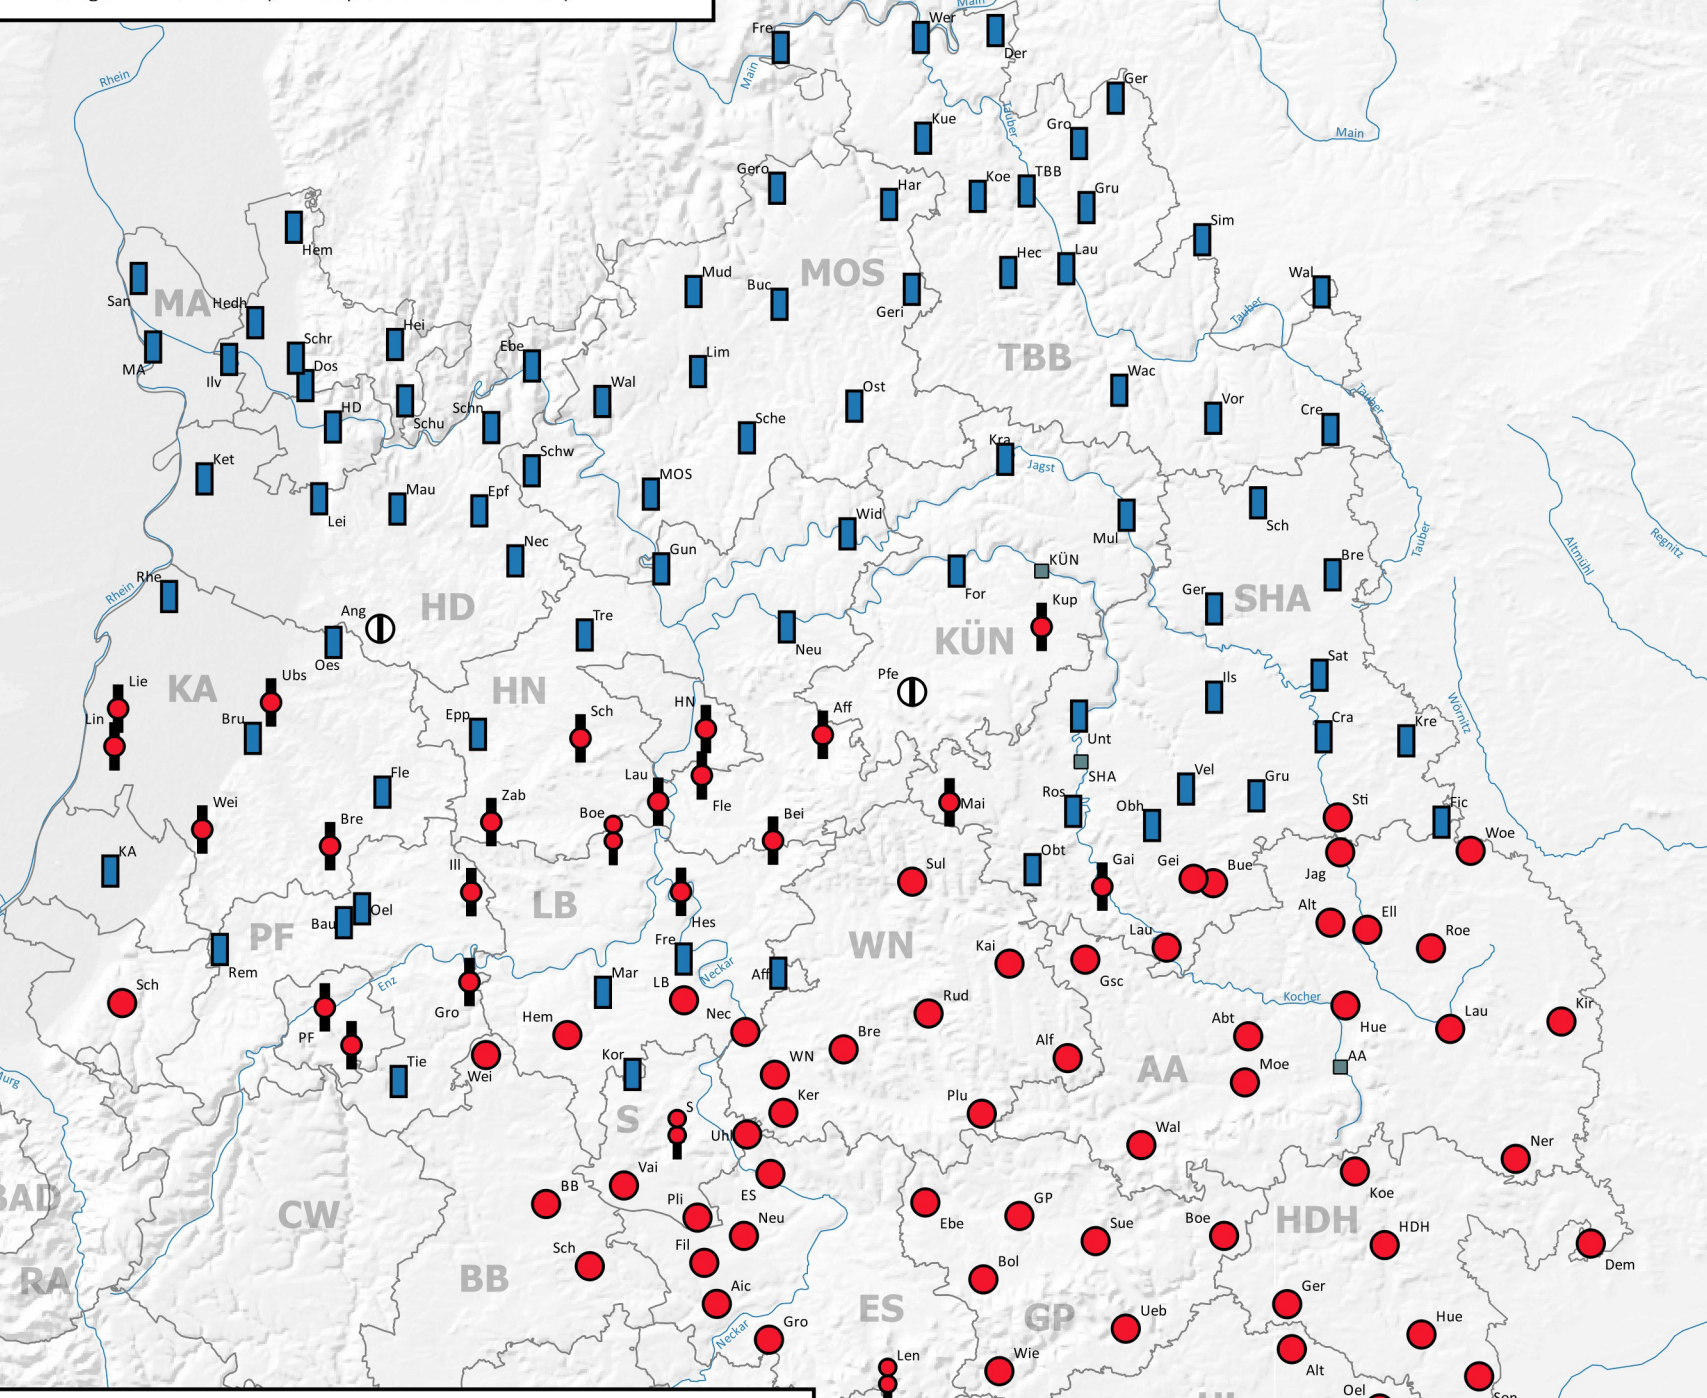 Main
Wer
Fre
Der
Rhein
Main
Ger
Tauber
Kue
Gro
Main
Gero
Har
Koe
TBB
Gru
Sim
Hem
Hec
Lau
MOS
Mud
Buc
Wal
San
MA
Hedh
Geri
Tauber
Hei
Schr
Ebe
Lim
TBB
MA
Ilv
Dos
Wal
Ost
Wac
Tauber
HD
Schn
Schu
Sche
Vor
Cre
Kra
Schw
Ket
Jagst
MOS
Mau
Epf
Lei
Wid
Sch
Mul
Tauber
Regnitz
Nec
Gun
Altmühl
Bre
KÜN
Rhe
Rhein
For
Ger
SHA
Ang
HD
Kup
Tre
KÜN
Neu
Oes
Sat
Lie
Ubs
KA
HN
Pfe
Ils
Wörnitz
Lin
Bru
Epp
Sch
HN
Aff
Unt
Cra
Kre
Fle
Lau
SHA
Vel
Gru
Wei
Zab
Boe
Fle
Bei
Mai
Ros
Obh
Sti
Fic
Bre
Woe
KA
Ill
Sul
Obt
Gai
Gei
Bue
Jag
Oel
LB
Alt
Ell
Bau
PF
Hes
WN
Lau
Roe
Fre
Kai
Rem
Enz
Mar
Neckar
Aff
Gsc
Sch
LB
Kocher
Gro
Hem
Nec
Rud
Abt
Hue
Lau
Kir
PF
Bre
Alf
Tie
Wei
Kor
WN
AA
Moe
AA
Murg
Ker
Plu
S
S
Uhl
Wal
Ner
BB
Vai
ES
Koe
BAD
CW
Pli
Neu
Ebe
GP
Sue
Boe
HDH
HDH
Sch
Fil
Bol
Dem
RA
BB
Aic
ES
GP
Ueb
Ger
Gro
Hue
Neckar
Len
Wie
Alt
Oel